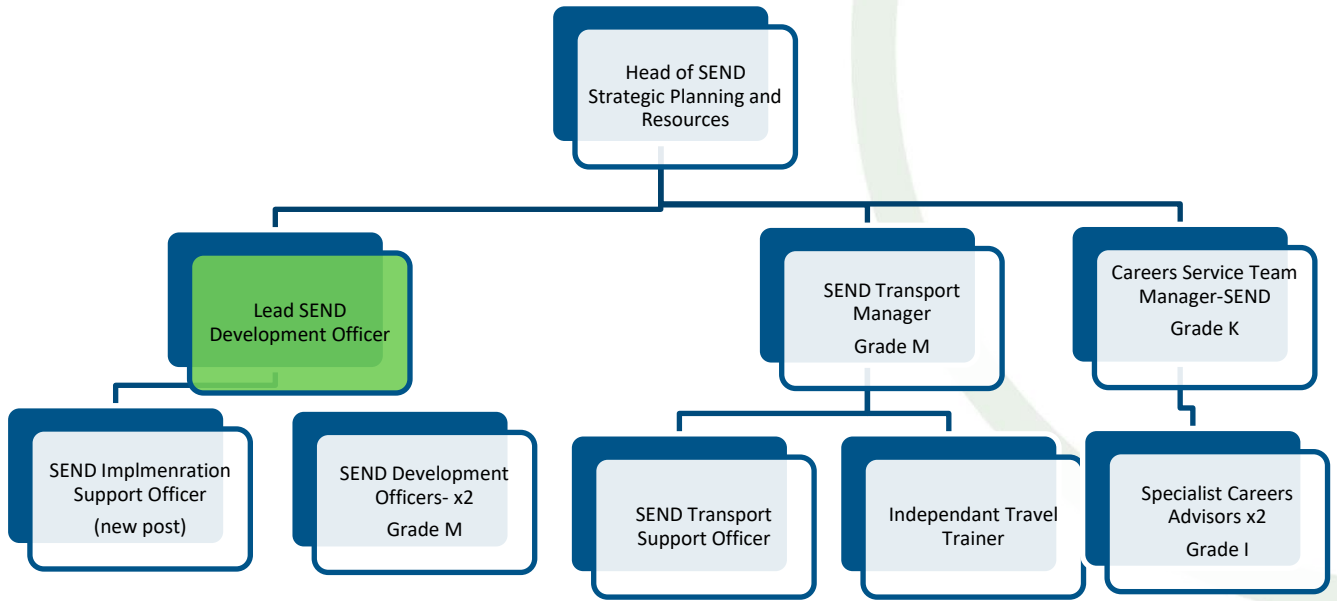 Head of SEND
Strategic Planning and
Resources
Lead SEND
Development Officer
SEND Transport
Manager
Grade M
Careers Service Team
Manager-SEND
Grade K
SEND Implmenration
Support Officer
(new post)
SEND Development
Officers- x2
Grade M
SEND Transport
Support Officer
Independant Travel
Trainer
Specialist Careers
Advisors x2
Grade I